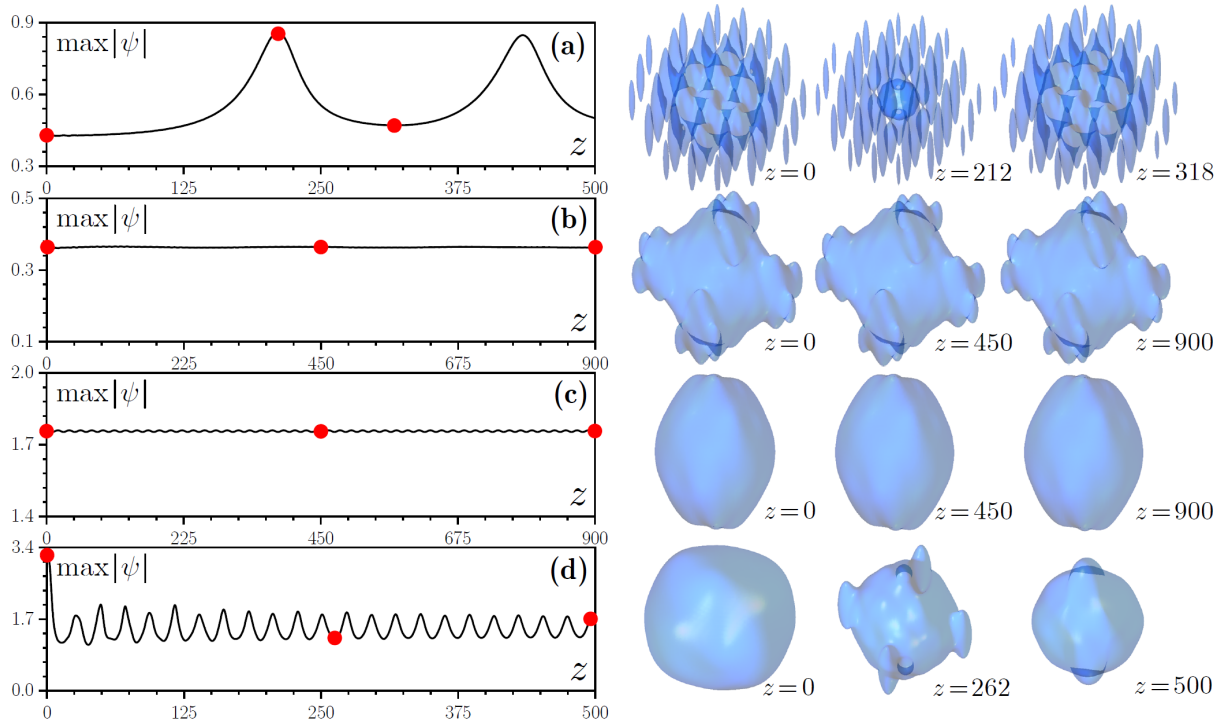 0.9
max|ψ|
(a)
0.6
0.3
z
0 125 250 375 500
z=0
z=212
z=318
0.5
max|ψ|
(b)
0.3
0.1
z
0 225 450 675 900
z=0
z=450
z=900
2.0
max|ψ|
(c)
1.7
1.4
z
0 225 450 675 900
z=0
z=450
z=900
3.4
max|ψ|
(d)
1.7
0.0
z
0 125 250 375 500
z=0
z=262
z=500